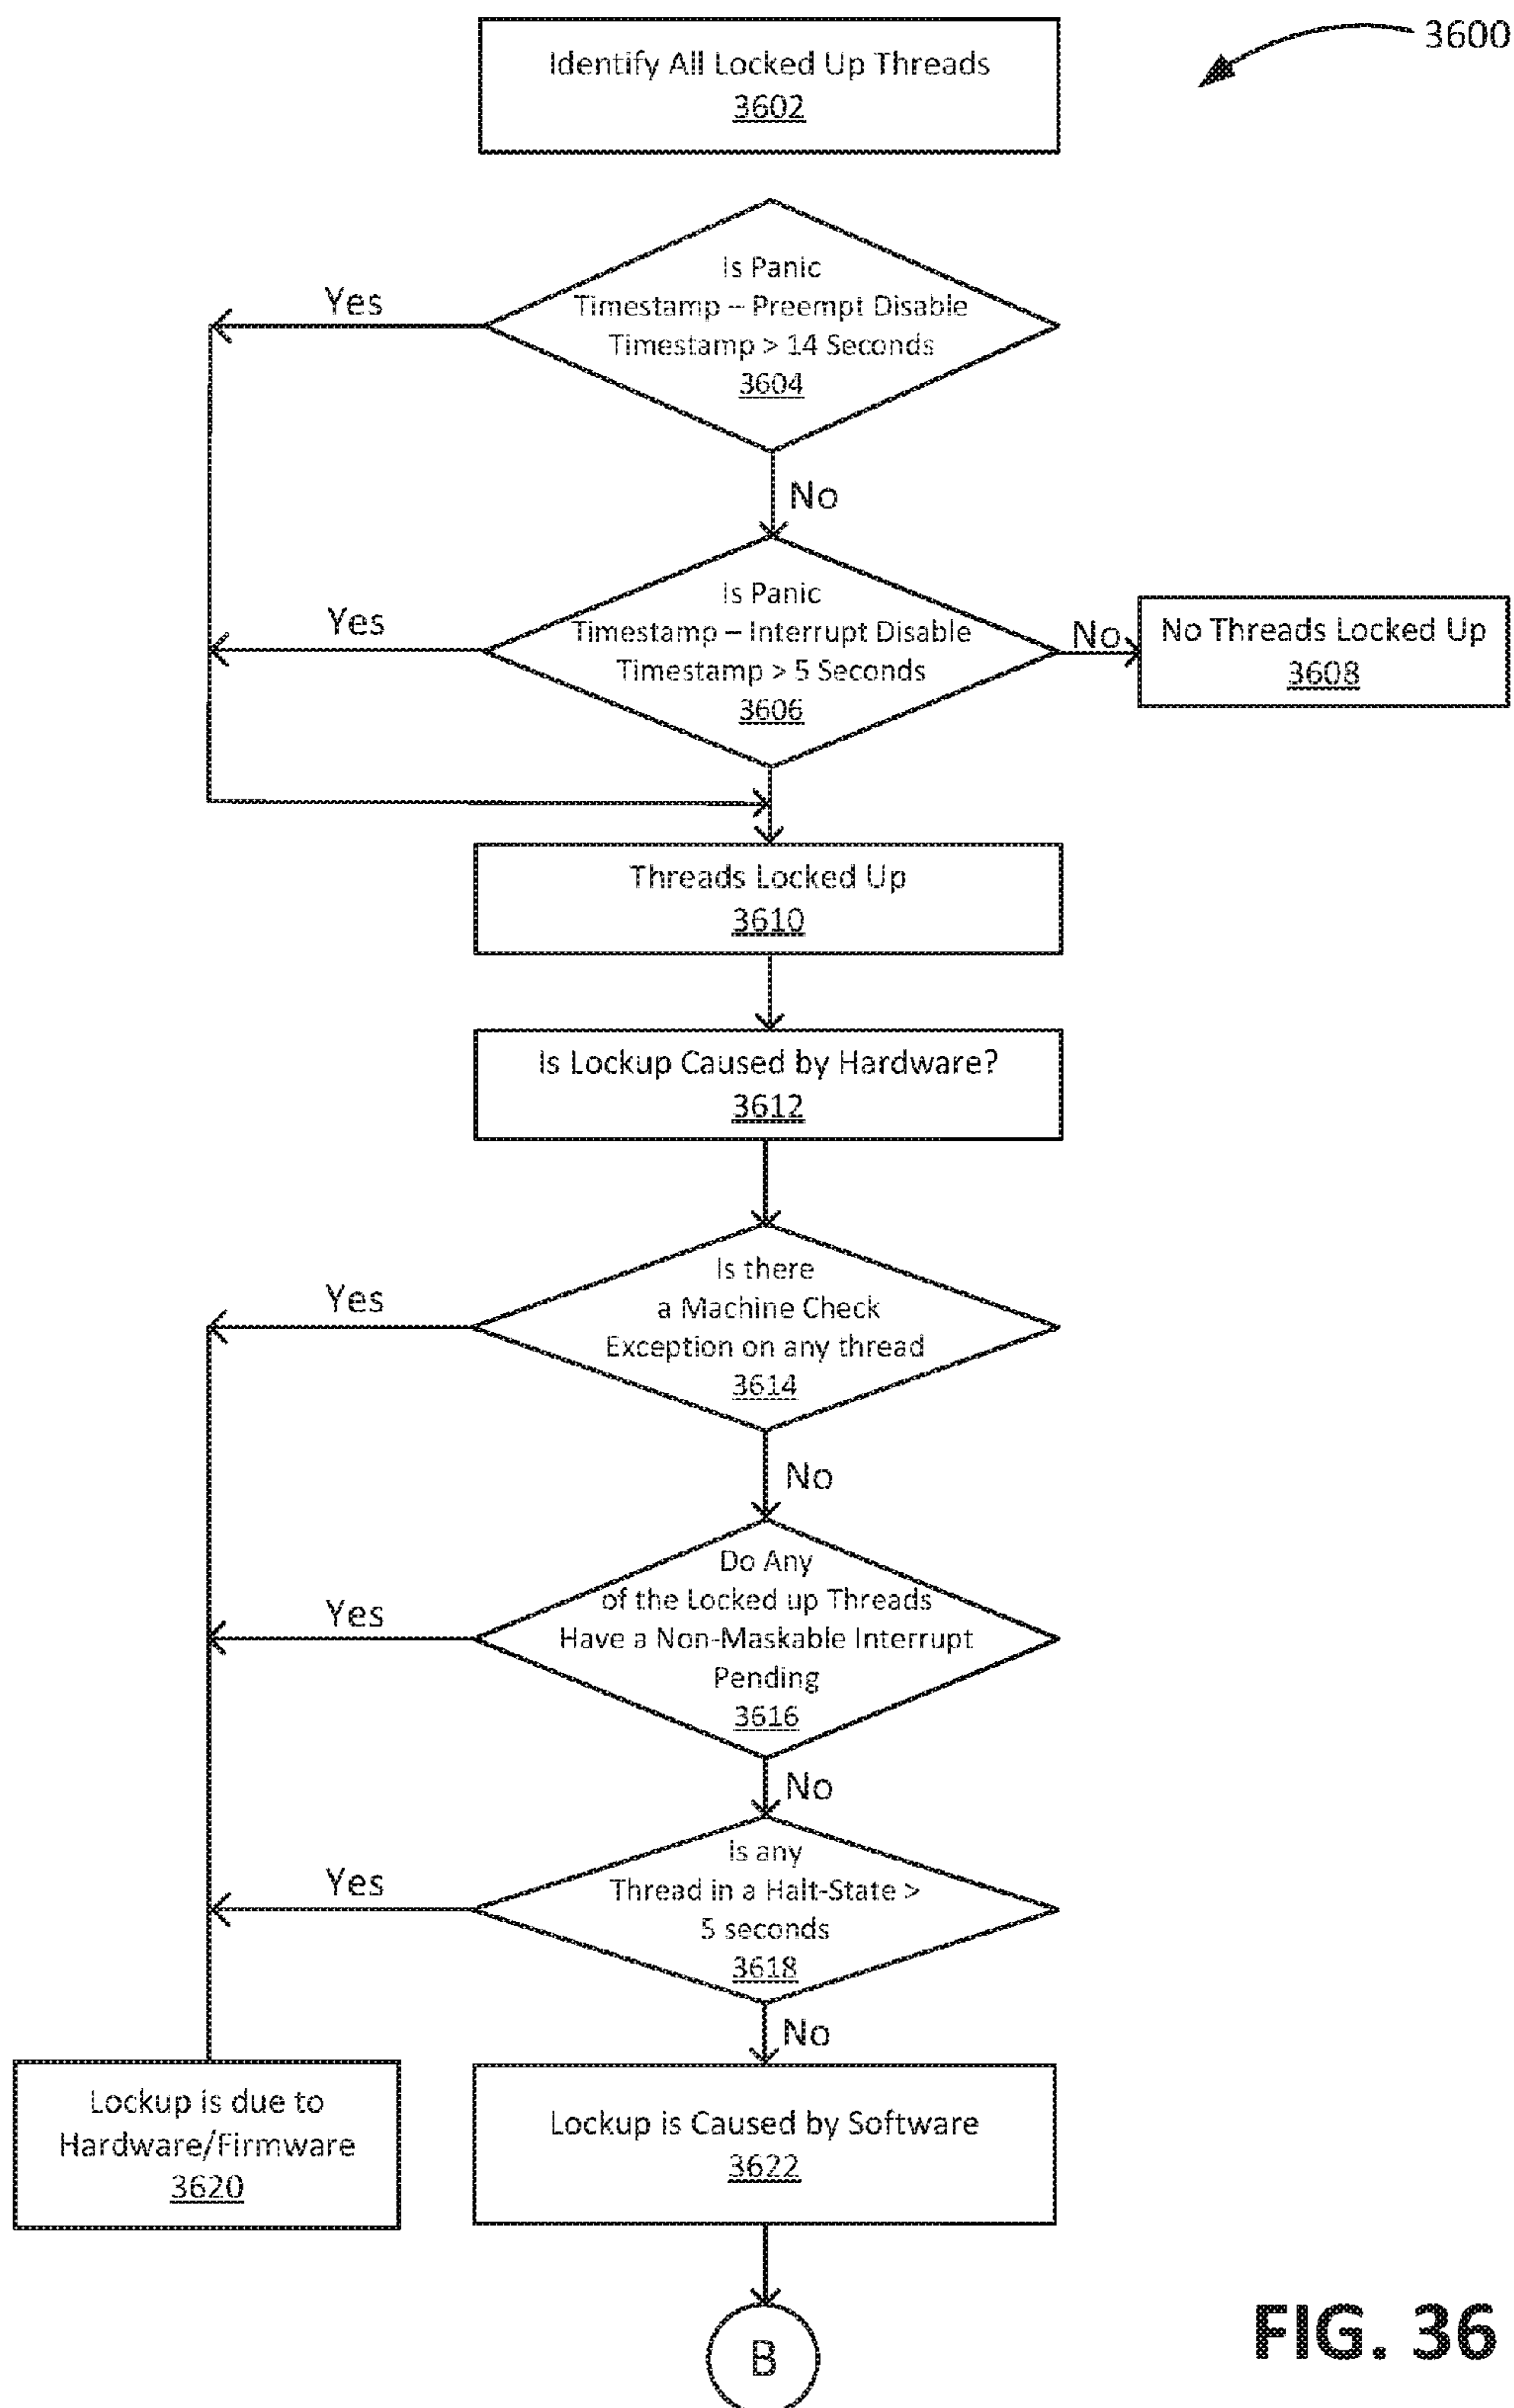 3600
Identify All Locked Up Threads
3602
Is Panic
Timestamp – Preempt Disable
Timestamp > 14 Seconds
3604
Yes
No
Is Panic
Timestamp – Interrupt Disable
Timestamp > 5 Seconds
3606
Yes
No
No Threads Locked Up
3608
Threads Locked Up
3610
Is Lockup Caused by Hardware?
3612
Is there
a Machine Check
Exception on any thread
3614
Yes
No
Do Any
of the Locked up Threads
Have a Non-Maskable Interrupt
Pending
3616
Yes
No
Is any
Thread in a Halt-State >
5 seconds
3618
Yes
No
Lockup is due to
Hardware/Firmware
3620
Lockup is Caused by Software
3622
B
FIG. 36